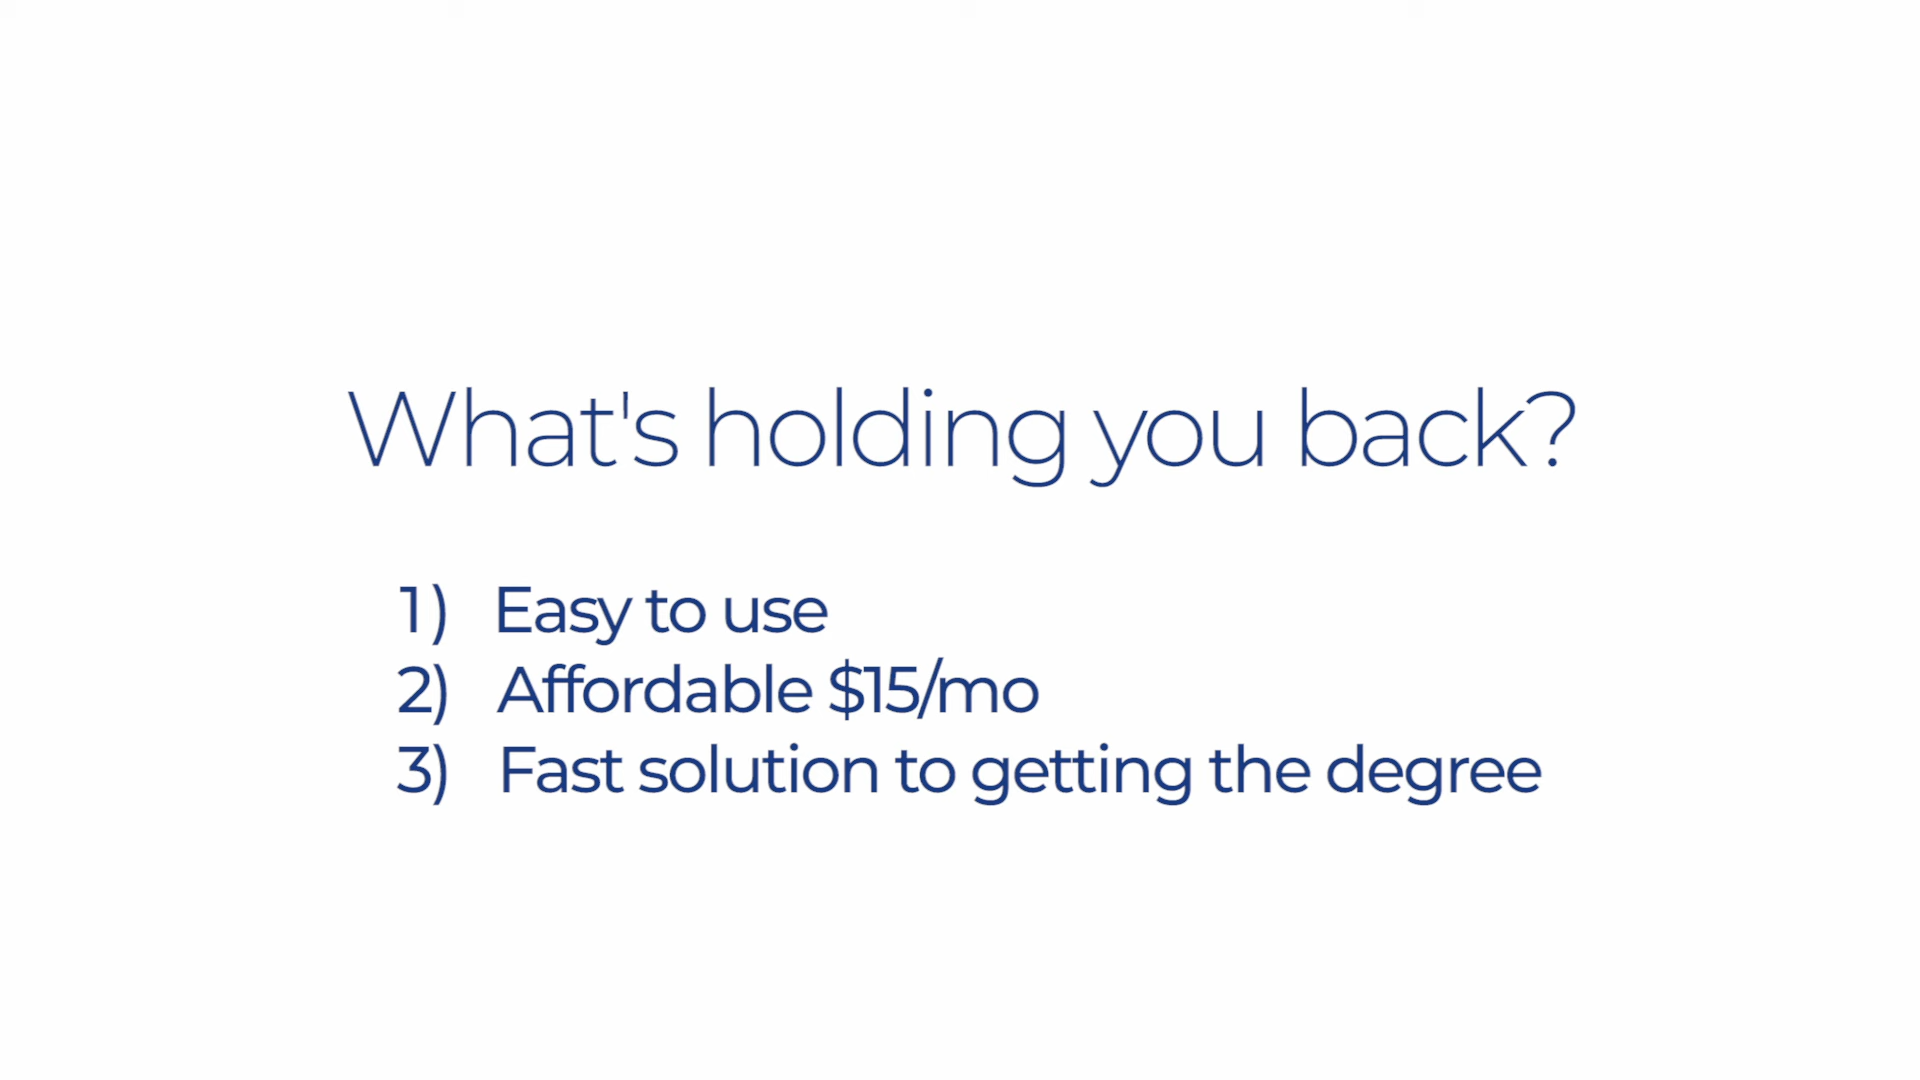 What's holding you back?
1) Easy to use
2) Affordable $15/mo
3) Fast solution to getting the degree